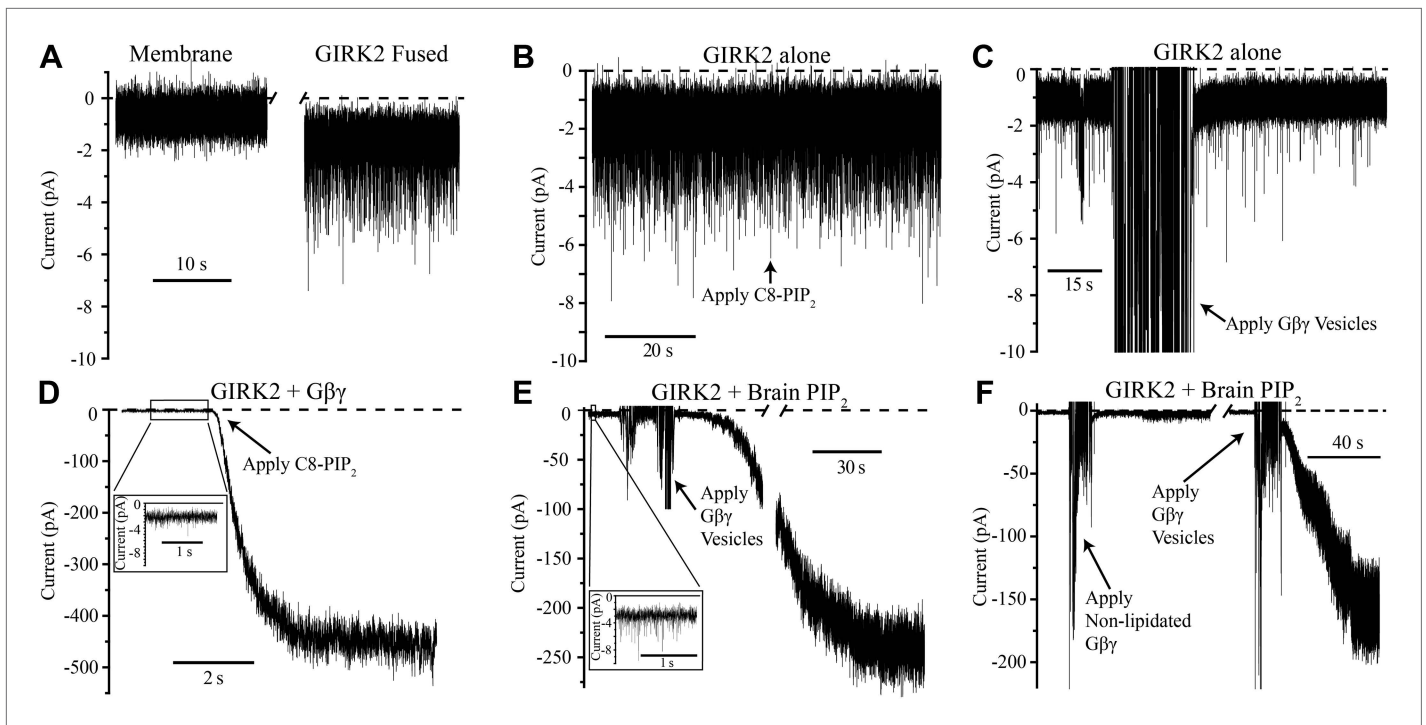 A
Membrane
GIRK2 Fused
Current (pA)
0
-2
-4
-6
-8
-10
10 s
B
GIRK2 alone
Current (pA)
0
-2
-4
-6
-8
-10
Apply C8-PIP2
20 s
C
GIRK2 alone
Current (pA)
0
-2
-4
-6
-8
-10
15 s
Apply Gβγ Vesicles
D
GIRK2 + Gβγ
Current (pA)
0
-100
-200
-300
-400
-500
Apply C8-PIP2
Current (pA)
0
-4
-8
1 s
2 s
E
GIRK2 + Brain PIP2
Current (pA)
0
-50
-100
-150
-200
-250
30 s
Apply
Gβγ
Vesicles
Current (pA)
0
-4
-8
1 s
F
GIRK2 + Brain PIP2
Current (pA)
0
-50
-100
-150
-200
40 s
Apply
Gβγ
Vesicles
Apply
Non-lipidated
Gβγ